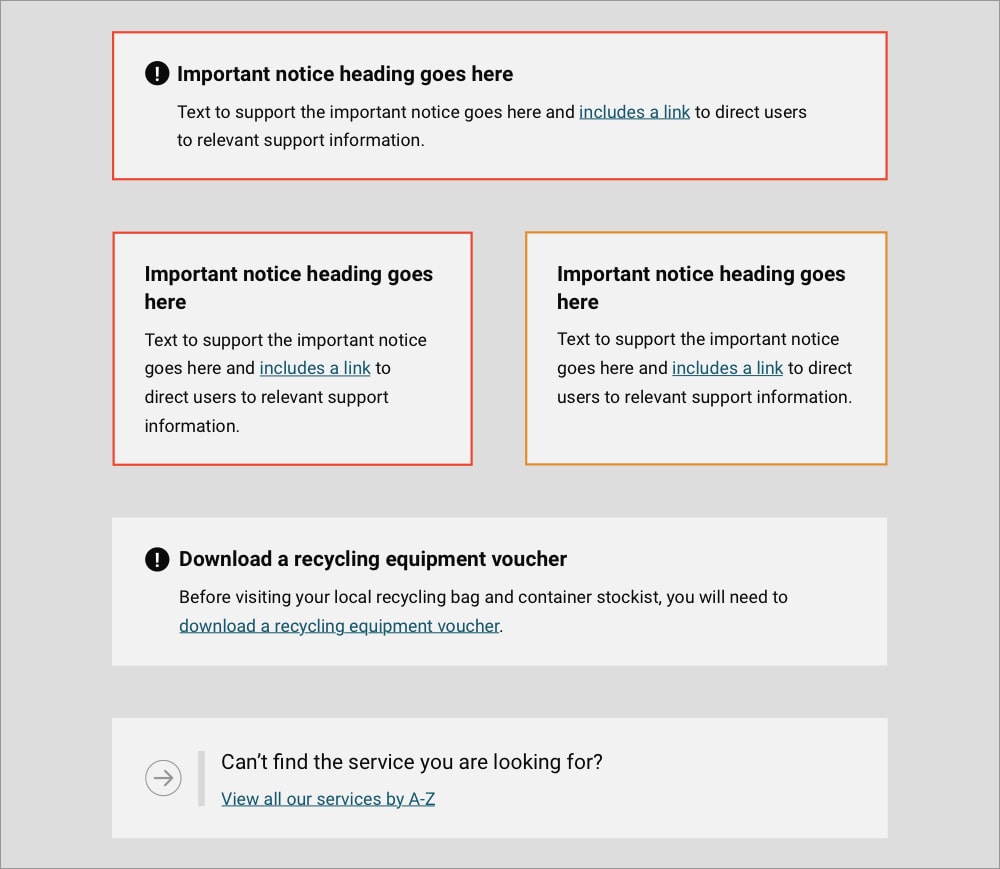 Important notice heading goes here
Text to support the important notice goes here and includes a link to direct users
to relevant support information.
Important notice heading goes
here
Text to support the important notice
goes here and includes a link to
direct users to relevant support
information.
Important notice heading goes
here
Text to support the important notice
goes here and includes a link to direct
users to relevant support information.
Download a recycling equipment voucher
Before visiting your local recycling bag and container stockist, you will need to
download a recycling equipment voucher.
Can’t find the service you are looking for?
View all our services by A-Z